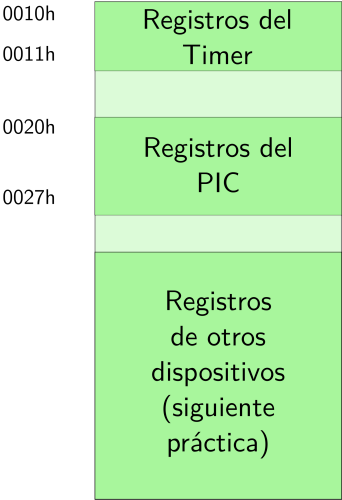 0010h
Registros del
Timer
0011h
0020h
Registros del
PIC
0027h
Registros
de otros
dispositivos
(siguiente
práctica)